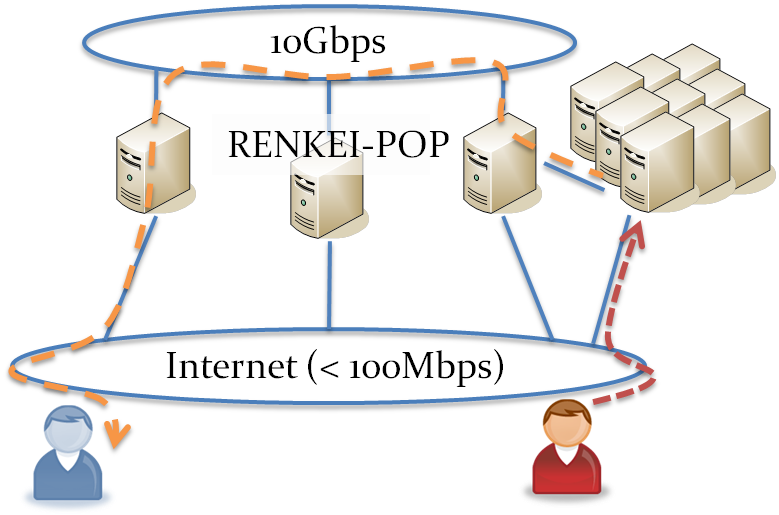 10Gbps
RENKEI-POP
Internet (< 100Mbps)